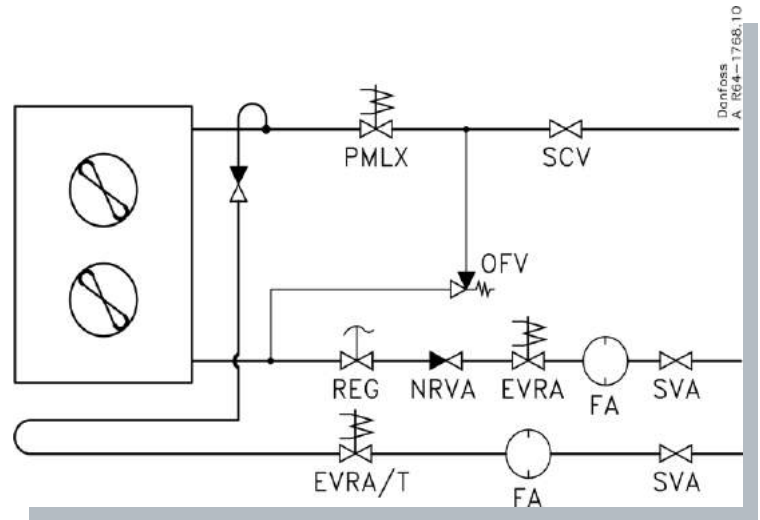 Danfoss
A R64-1768.10
PMLX
SCV
OFV
REG
NRVA
EVRA
FA
SVA
EVRA/T
FA
SVA